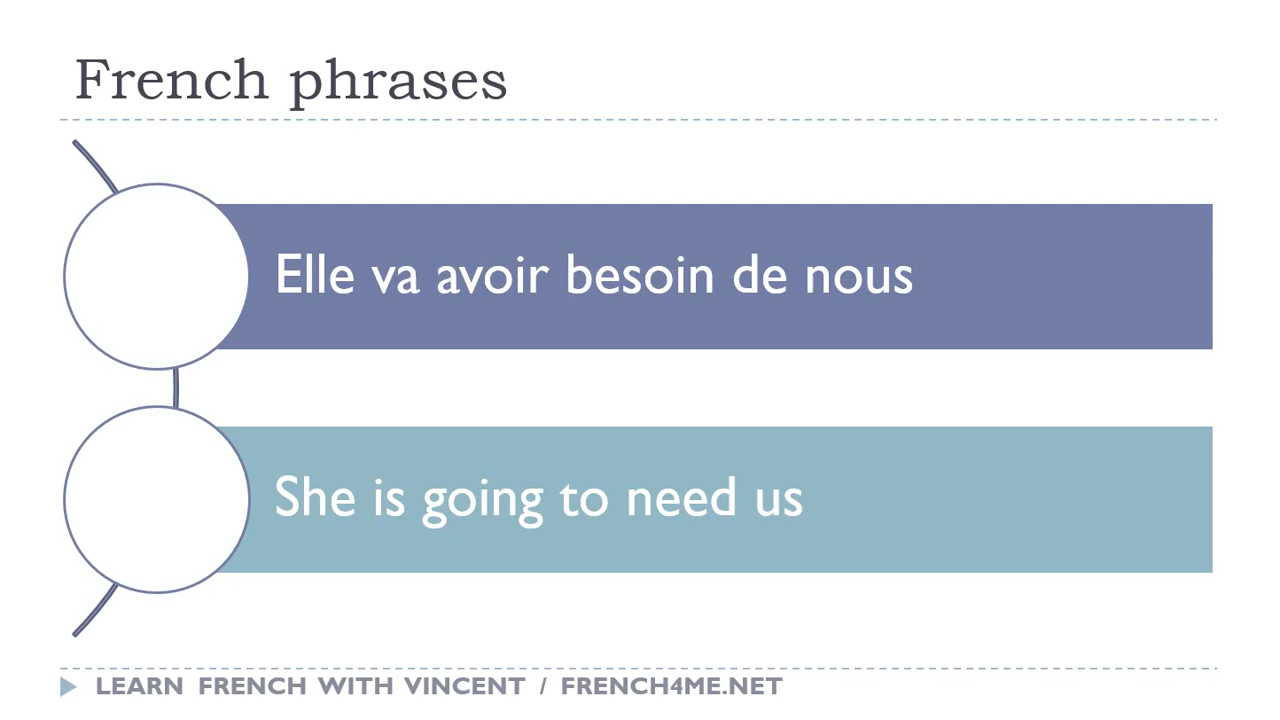 French phrases
Elle va avoir besoin de nous
She is going to need us
LEARN FRENCH WITH VINCENT / FRENCH4ME.NET